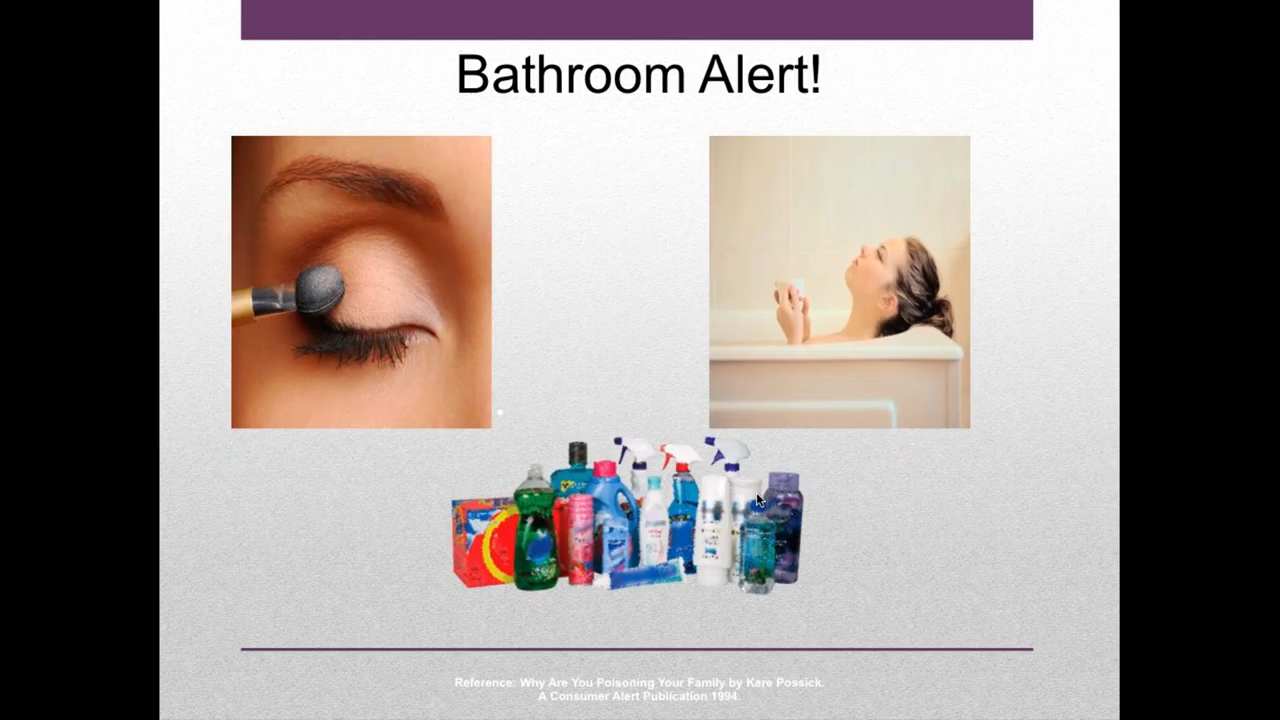 Bathroom Alert!
Reference: Why Are You Poisoning Your Family by Kare Possick.
A Consumer Alert Publication 1994.